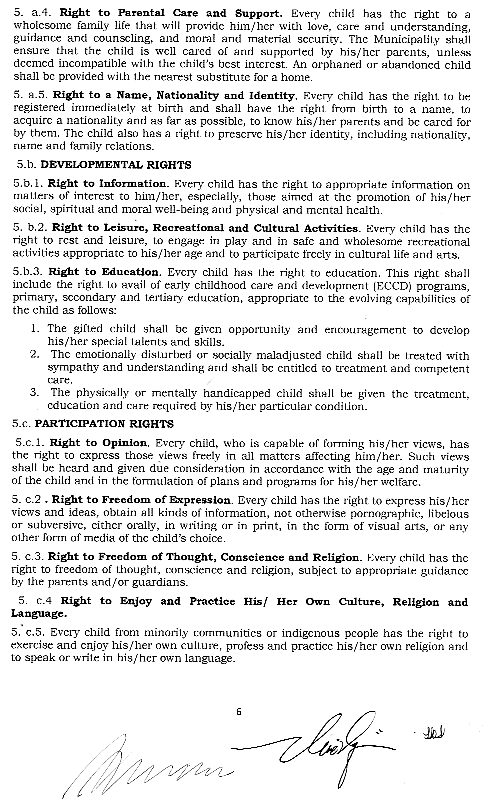 5. a.4. Right to Parental Care and Support. Every child has the right to a
wholesome family life that will provide him/her with love, care and understanding,
guidance and counseling, and moral and material security. The Municipality shall
ensure that the child is well cared of and supported by his/her parents, unless
deemed incompatible with the child's best interest. An orphaned or abandoned child
shall be provided with the nearest substitute for a home.
5. a.5. Right to a Name, Nationality and Identity. Every child has the right to be
registered immediately at birth and shall have the right from birth to a name, to
acquire a nationality and as far as possible, to know his/her parents and be cared for
by them. The child also has a right to preserve his/her identity, including nationality,
name and family relations.
5.b. DEVELOPMENTAL RIGHTS
5.b.1. Right to Information. Every child has the right to appropriate information on
matters of interest to him/her, especially, those aimed at the promotion of his/her
social, spiritual and moral well-being and physical and mental health.
5. b.2. Right to Leisure, Recreational and Cultural Activities. Every child has the
right to rest and leisure, to engage in play and in safe and wholesome recreational
activities appropriate to his/her age and to participate freely in cultural life and arts.
5.b.3. Right to Education. Every child has the right to education. This right shall
include the right to avail of early childhood care and development (ECCD) programs,
primary, secondary and tertiary education, appropriate to the evolving capabilities of
the child as follows:
1. The gifted child shall be given opportunity and encouragement to develop
his/her special talents and skills.
2. The emotionally disturbed or socially maladjusted child shall be treated with
sympathy and understanding and shall be entitled to treatment and competent
care.
3. The physically or mentally handicapped child shall be given the treatment,
education and care required by his/her particular condition.
5.c. PARTICIPATION RIGHTS
5.c.1. Right to Opinion. Every child, who is capable of forming his/her views, has
the right to express those views freely in all matters affecting him/her. Such views
shall be heard and given due consideration in accordance with the age and maturity
of the child and in the formulation of plans and programs for his/her welfare.
5. c.2 . Right to Freedom of Expression. Every child has the right to express his/her
views and ideas, obtain all kinds of information, not otherwise pornographic, libelous
or subversive, either orally, in writing or in print, in the form of visual arts, or any
other form of media of the child's choice.
5. c.3. Right to Freedom of Thought, Conscience and Religion. Every child has the
right to freedom of thought, conscience and religion, subject to appropriate guidance
by the parents and/or guardians.
5. c.4 Right to Enjoy and Practice His/ Her Own Culture, Religion and
Language.
5. c.5. Every child from minority communities or indigenous people has the right to
exercise and enjoy his/her own culture, profess and practice his/her own religion and
to speak or write in his/her own language.
6